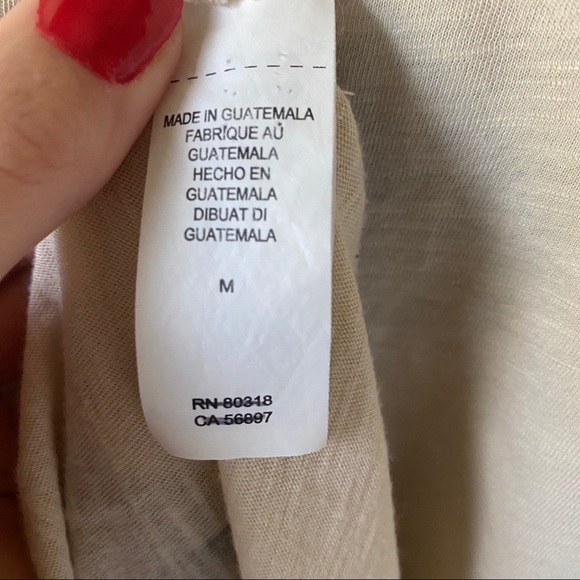 MADE IN GUATEMALA
FABRIQUE AU
GUATEMALA
HECHO EN
GUATEMALA
DIBUAT DI
GUATEMALA
M
RN 80318
CA 56897